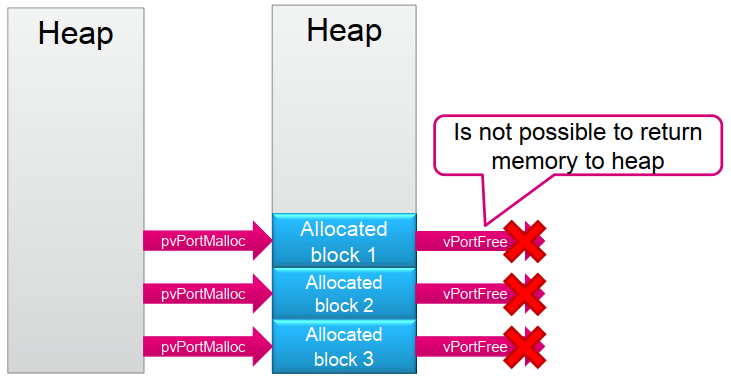 Heap
Heap
Is not possible to return
memory to heap
pvPortMalloc
Allocated
block 1
vPortFree
pvPortMalloc
Allocated
block 2
vPortFree
pvPortMalloc
Allocated
block 3
vPortFree